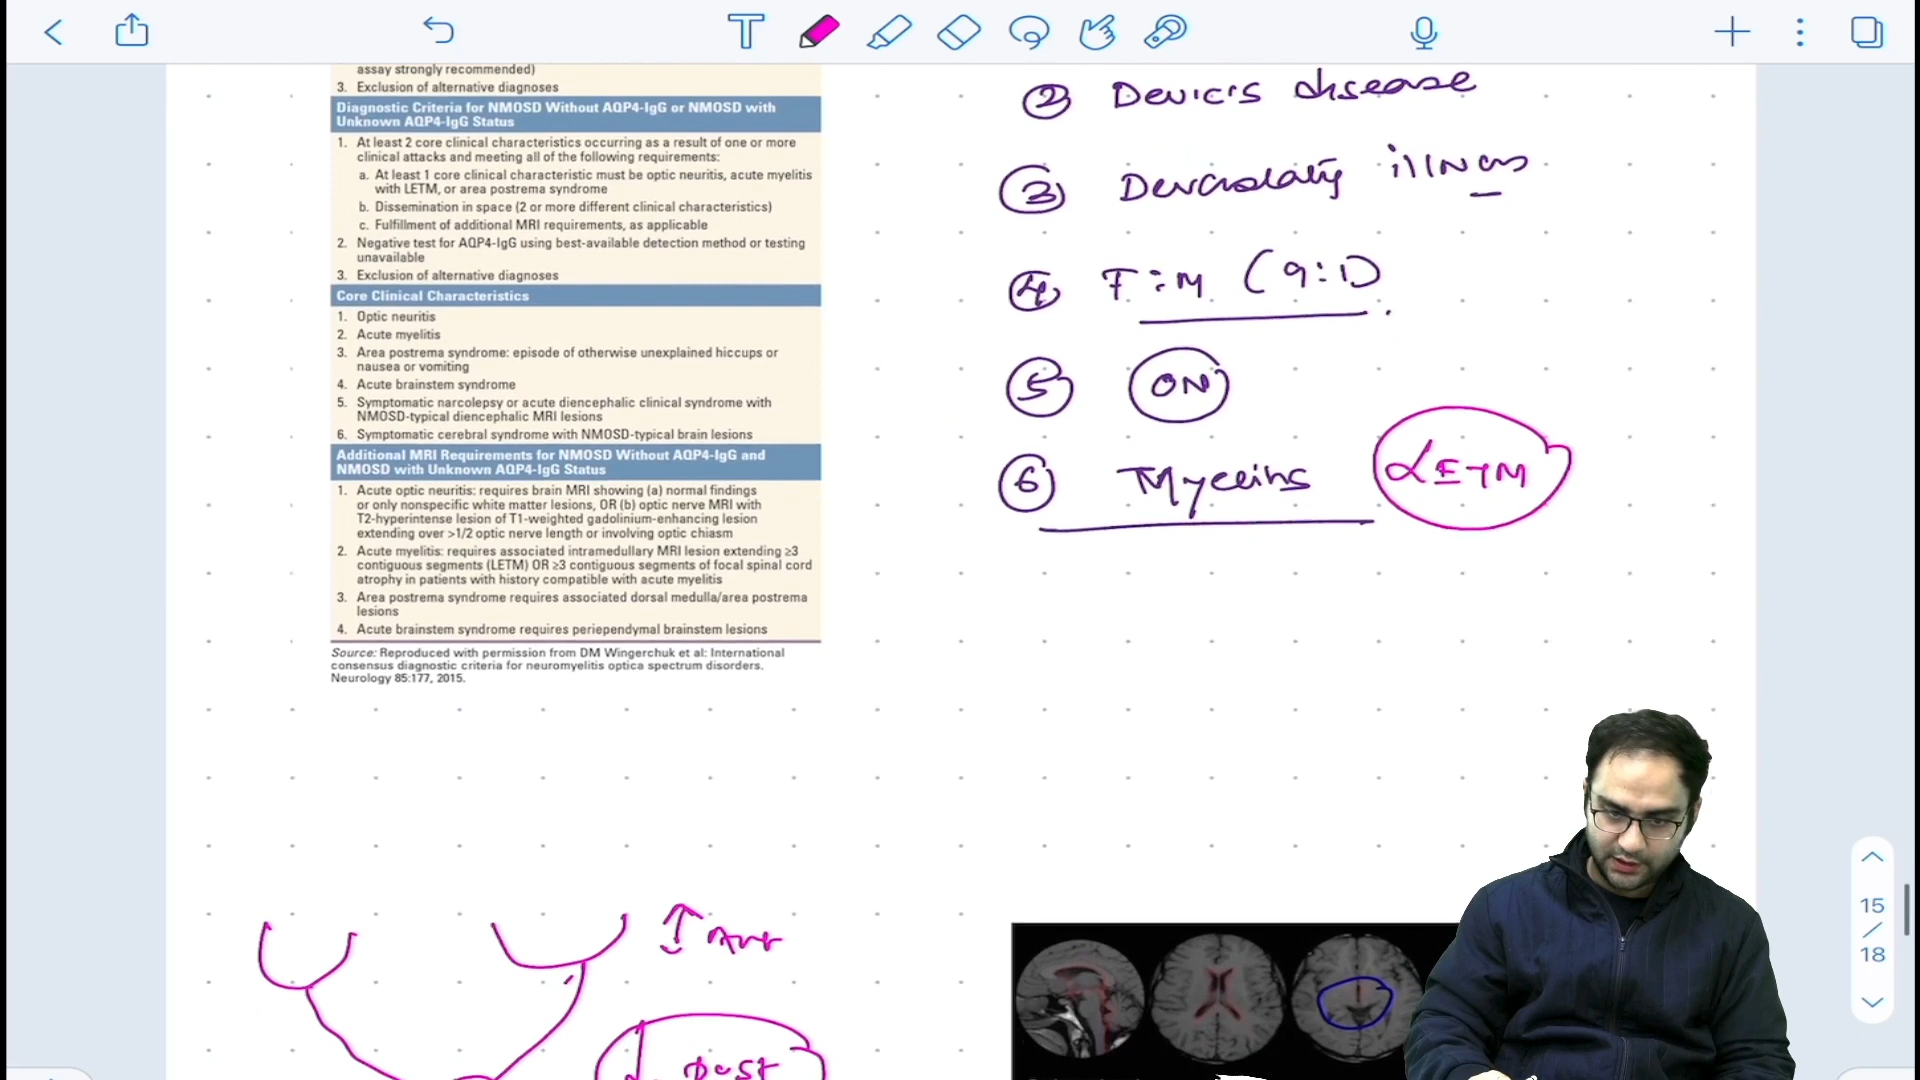 assay strongly recommended)
3. Exclusion of alternative diagnoses
Diagnostic Criteria for NMOSD Without AQP4-IgG or NMOSD with
Unknown AQP4-IgG Status
1. At least 2 core clinical characteristics occurring as a result of one or more
clinical attacks and meeting all of the following requirements:
a. At least 1 core clinical characteristic must be optic neuritis, acute myelitis
with LETM, or area postrema syndrome
b. Dissemination in space (2 or more different clinical characteristics)
c. Fulfillment of additional MRI requirements, as applicable
2. Negative test for AQP4-IgG using best-available detection method or testing
unavailable
3. Exclusion of alternative diagnoses
Core Clinical Characteristics
1. Optic neuritis
2. Acute myelitis
3. Area postrema syndrome: episode of otherwise unexplained hiccups or
nausea or vomiting
4. Acute brainstem syndrome
5. Symptomatic narcolepsy or acute diencephalic clinical syndrome with
NMOSD-typical diencephalic MRI lesions
6. Symptomatic cerebral syndrome with NMOSD-typical brain lesions
Additional MRI Requirements for NMOSD Without AQP4-IgG and
NMOSD with Unknown AQP4-IgG Status
1. Acute optic neuritis: requires brain MRI showing (a) normal findings
or only nonspecific white matter lesions, OR (b) optic nerve MRI with
T2-hyperintense lesion of T1-weighted gadolinium-enhancing lesion
extending over >1/2 optic nerve length or involving optic chiasm
2. Acute myelitis: requires associated intramedullary MRI lesion extending ≥3
contiguous segments (LETM) OR ≥3 contiguous segments of focal spinal cord
atrophy in patients with history compatible with acute myelitis
3. Area postrema syndrome requires associated dorsal medulla/area postrema
lesions
4. Acute brainstem syndrome requires periependymal brainstem lesions
Source: Reproduced with permission from DM Wingerchuk et al: International
consensus diagnostic criteria for neuromyelitis optica spectrum disorders.
Neurology 85:177, 2015.
② Devic's disease
③ illness
④ F:M (9:1)
⑤ ON
⑥ LETM
Post
15
/
18